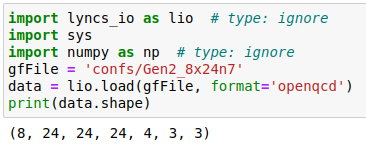 import lyncs_io as lio  # type: ignore
import sys
import numpy as np  # type: ignore
gfFile = 'confs/Gen2_8x24n7'
data = lio.load(gfFile, format='openqcd')
print(data.shape)
(8, 24, 24, 24, 4, 3, 3)